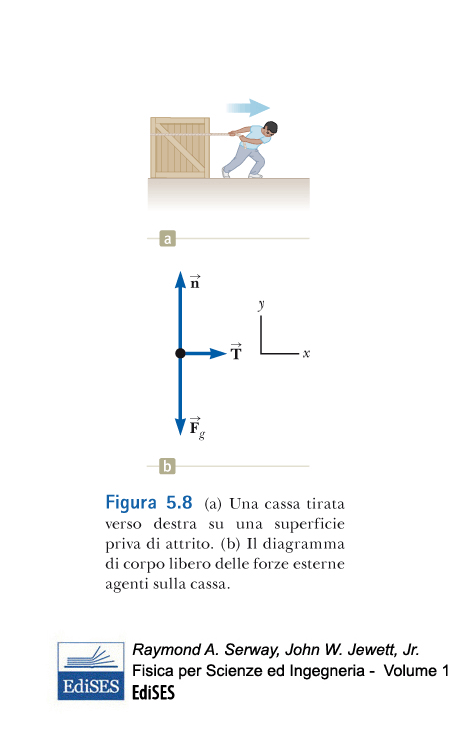 a
n
y
T
x
F g
b
Figura 5.8 (a) Una cassa tirata
verso destra su una superficie
priva di attrito. (b) Il diagramma
di corpo libero delle forze esterne
agenti sulla cassa.
Raymond A. Serway, John W. Jewett, Jr.
Fisica per Scienze ed Ingegneria - Volume 1
EdiSES
EdiSES